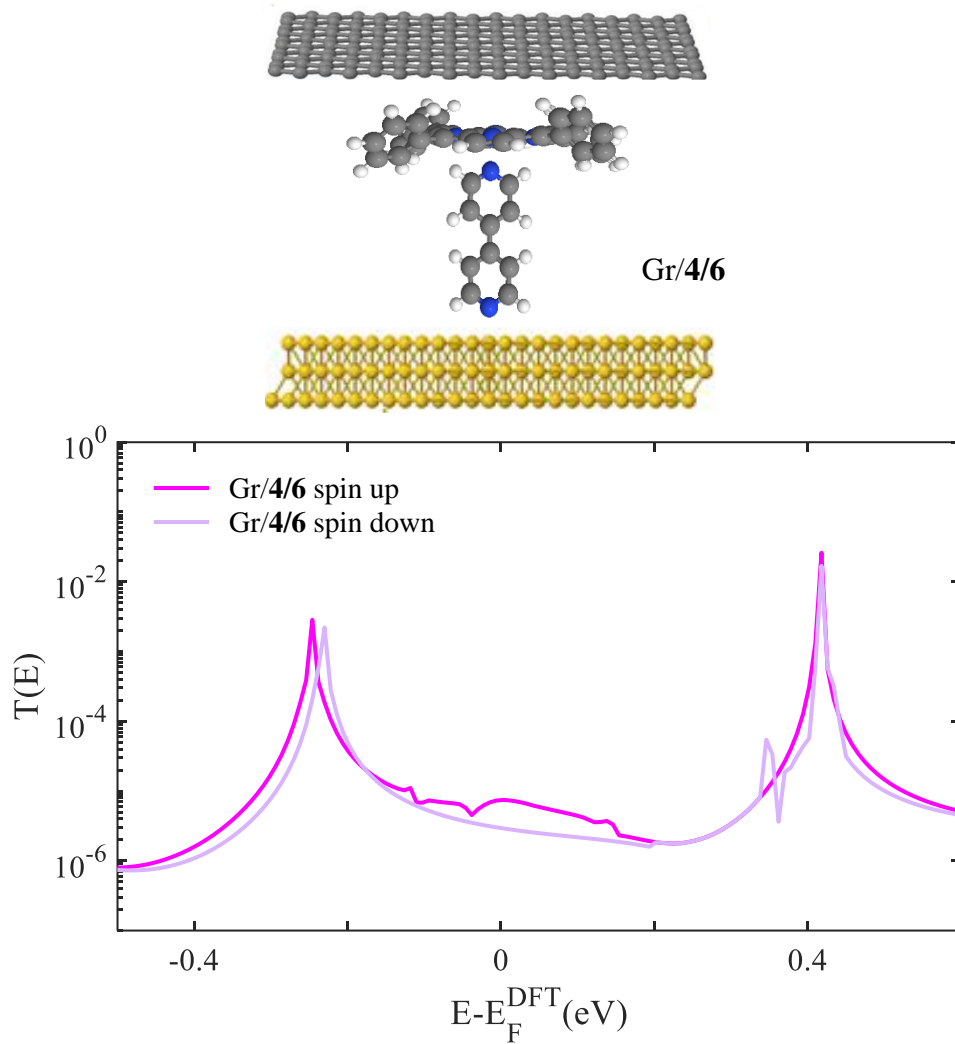 Gr/4/6
10^0
Gr/4/6 spin up
Gr/4/6 spin down
10^-2
T(E)
10^-4
10^-6
-0.4 0 0.4
E-E_F^DFT(eV)